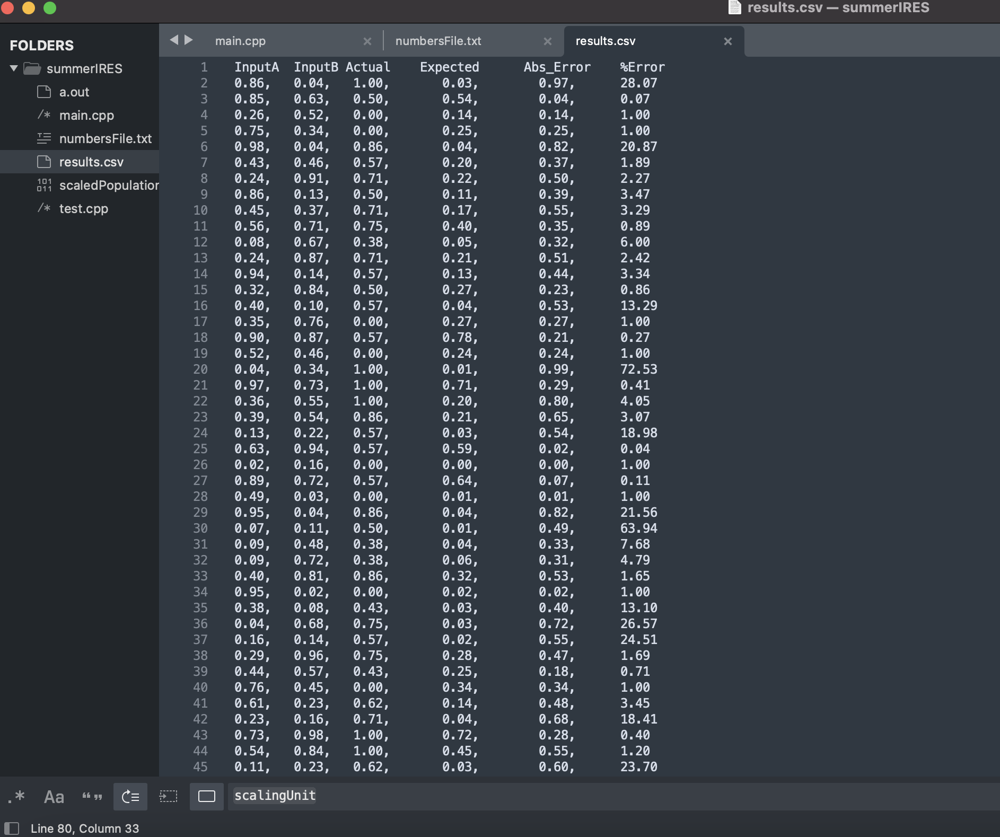 results.csv — summerIRES
FOLDERS
summerIRES
a.out
main.cpp
numbersFile.txt
results.csv
scaledPopulation
test.cpp
main.cpp numbersFile.txt results.csv
1 InputA InputB Actual Expected Abs_Error %Error
2 0.86, 0.04, 1.00, 0.03, 0.97, 28.07
3 0.85, 0.63, 0.50, 0.54, 0.04, 0.07
4 0.26, 0.52, 0.00, 0.14, 0.14, 1.00
5 0.75, 0.34, 0.00, 0.25, 0.25, 1.00
6 0.98, 0.04, 0.86, 0.04, 0.82, 20.87
7 0.43, 0.46, 0.57, 0.20, 0.37, 1.89
8 0.24, 0.91, 0.71, 0.22, 0.50, 2.27
9 0.86, 0.13, 0.50, 0.11, 0.39, 3.47
10 0.45, 0.37, 0.71, 0.17, 0.55, 3.29
11 0.56, 0.71, 0.75, 0.40, 0.35, 0.89
12 0.08, 0.67, 0.38, 0.05, 0.32, 6.00
13 0.24, 0.87, 0.71, 0.21, 0.51, 2.42
14 0.94, 0.14, 0.57, 0.13, 0.44, 3.34
15 0.32, 0.84, 0.50, 0.27, 0.23, 0.86
16 0.40, 0.10, 0.57, 0.04, 0.53, 13.29
17 0.35, 0.76, 0.00, 0.27, 0.27, 1.00
18 0.90, 0.87, 0.57, 0.78, 0.21, 0.27
19 0.52, 0.46, 0.00, 0.24, 0.24, 1.00
20 0.04, 0.34, 1.00, 0.01, 0.99, 72.53
21 0.97, 0.73, 1.00, 0.71, 0.29, 0.41
22 0.36, 0.55, 1.00, 0.20, 0.80, 4.05
23 0.39, 0.54, 0.86, 0.21, 0.65, 3.07
24 0.13, 0.22, 0.57, 0.03, 0.54, 18.98
25 0.63, 0.94, 0.57, 0.59, 0.02, 0.04
26 0.02, 0.16, 0.00, 0.00, 0.00, 1.00
27 0.89, 0.72, 0.57, 0.64, 0.07, 0.11
28 0.49, 0.03, 0.00, 0.01, 0.01, 1.00
29 0.95, 0.04, 0.86, 0.04, 0.82, 21.56
30 0.07, 0.11, 0.50, 0.01, 0.49, 63.94
31 0.09, 0.48, 0.38, 0.04, 0.33, 7.68
32 0.09, 0.72, 0.38, 0.06, 0.31, 4.79
33 0.40, 0.81, 0.86, 0.32, 0.53, 1.65
34 0.95, 0.02, 0.00, 0.02, 0.02, 1.00
35 0.38, 0.08, 0.43, 0.03, 0.40, 13.10
36 0.04, 0.68, 0.75, 0.03, 0.72, 26.57
37 0.16, 0.14, 0.57, 0.02, 0.55, 24.51
38 0.29, 0.96, 0.75, 0.28, 0.47, 1.69
39 0.44, 0.57, 0.43, 0.25, 0.18, 0.71
40 0.76, 0.45, 0.00, 0.34, 0.34, 1.00
41 0.61, 0.23, 0.62, 0.14, 0.48, 3.45
42 0.23, 0.16, 0.71, 0.04, 0.68, 18.41
43 0.73, 0.98, 1.00, 0.72, 0.28, 0.40
44 0.54, 0.84, 1.00, 0.45, 0.55, 1.20
45 0.11, 0.23, 0.62, 0.03, 0.60, 23.70
.* Aa “” scalingUnit
Line 80, Column 33